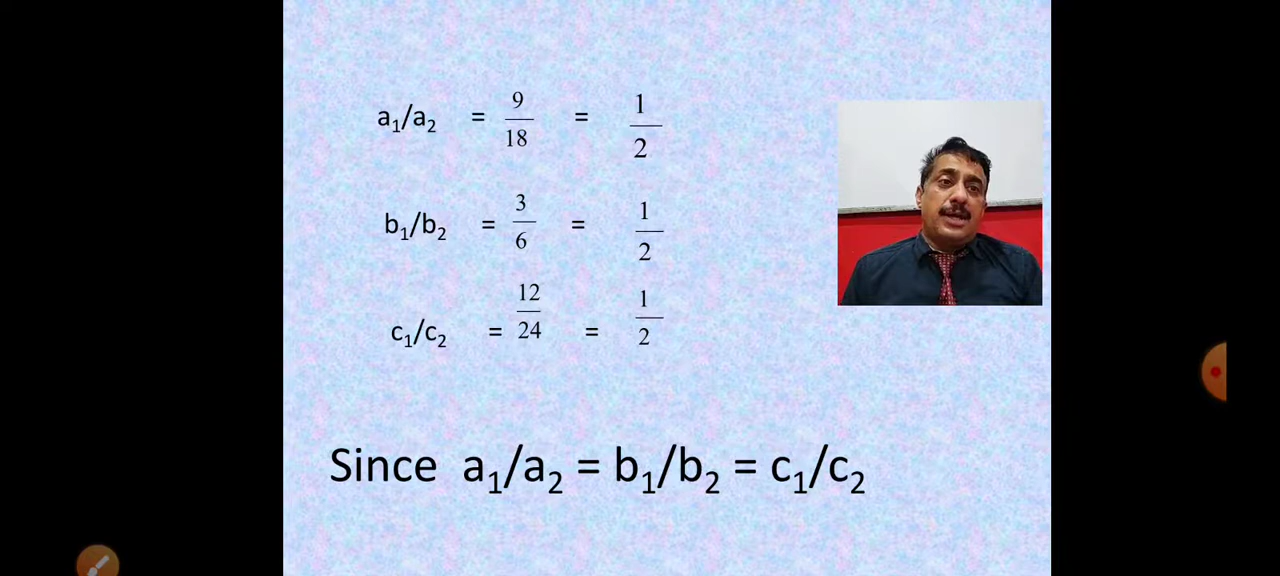 a₁/a₂ = 9/18 = 1/2
b₁/b₂ = 3/6 = 1/2
c₁/c₂ = 12/24 = 1/2
Since a₁/a₂ = b₁/b₂ = c₁/c₂